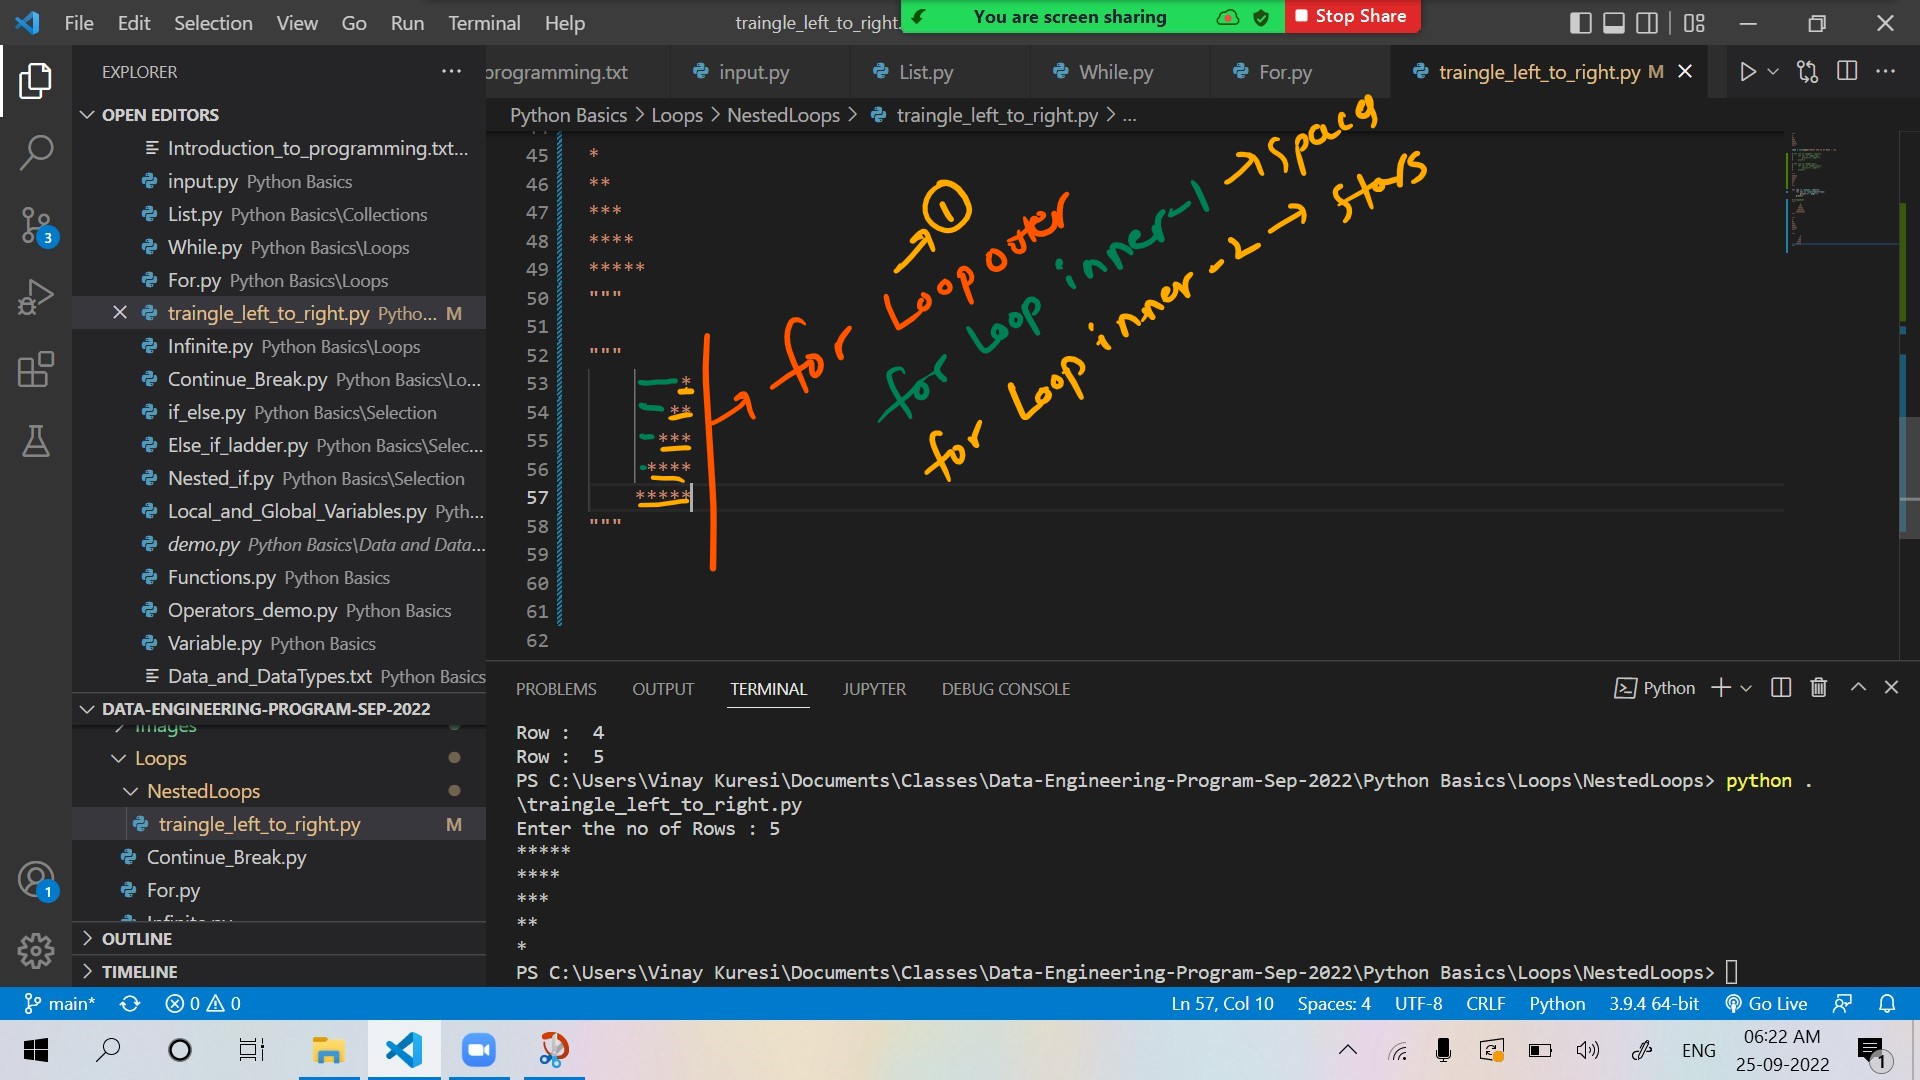 File Edit Selection View Go Run Terminal Help
traingle_left_to_right.
You are screen sharing
Stop Share
EXPLORER
programming.txt
input.py
List.py
While.py
For.py
traingle_left_to_right.py M
Python Basics > Loops > NestedLoops > traingle_left_to_right.py > ...
OPEN EDITORS
Introduction_to_programming.txt...
input.py Python Basics
List.py Python Basics\Collections
While.py Python Basics\Loops
For.py Python Basics\Loops
traingle_left_to_right.py Pytho... M
Infinite.py Python Basics\Loops
Continue_Break.py Python Basics\Lo...
if_else.py Python Basics\Selection
Else_if_ladder.py Python Basics\Selec...
Nested_if.py Python Basics\Selection
Local_and_Global_Variables.py Pyth...
demo.py Python Basics\Data and Data...
Functions.py Python Basics
Operators_demo.py Python Basics
Variable.py Python Basics
Data_and_DataTypes.txt Python Basics
3
DATA-ENGINEERING-PROGRAM-SEP-2022
Images
Loops
NestedLoops
traingle_left_to_right.py M
Continue_Break.py
For.py
Infinite.py
1
OUTLINE
TIMELINE
45 *
46 **
47 ***
48 ****
49 *****
50 """
51
52 """
53 *
54 **
55 ***
56 ****
57 *****
58 """
59
60
61
62
1
for Loop outer
for Loop inner-1 → space
for Loop inner-2 → stars
PROBLEMS OUTPUT TERMINAL JUPYTER DEBUG CONSOLE
Python
Row :  4
Row :  5
PS C:\Users\Vinay Kuresi\Documents\Classes\Data-Engineering-Program-Sep-2022\Python Basics\Loops\NestedLoops> python .
\traingle_left_to_right.py
Enter the no of Rows : 5
*****
****
***
**
*
PS C:\Users\Vinay Kuresi\Documents\Classes\Data-Engineering-Program-Sep-2022\Python Basics\Loops\NestedLoops>
main* 0 0
Ln 57, Col 10 Spaces: 4 UTF-8 CRLF Python 3.9.4 64-bit Go Live
ENG
06:22 AM
25-09-2022
1